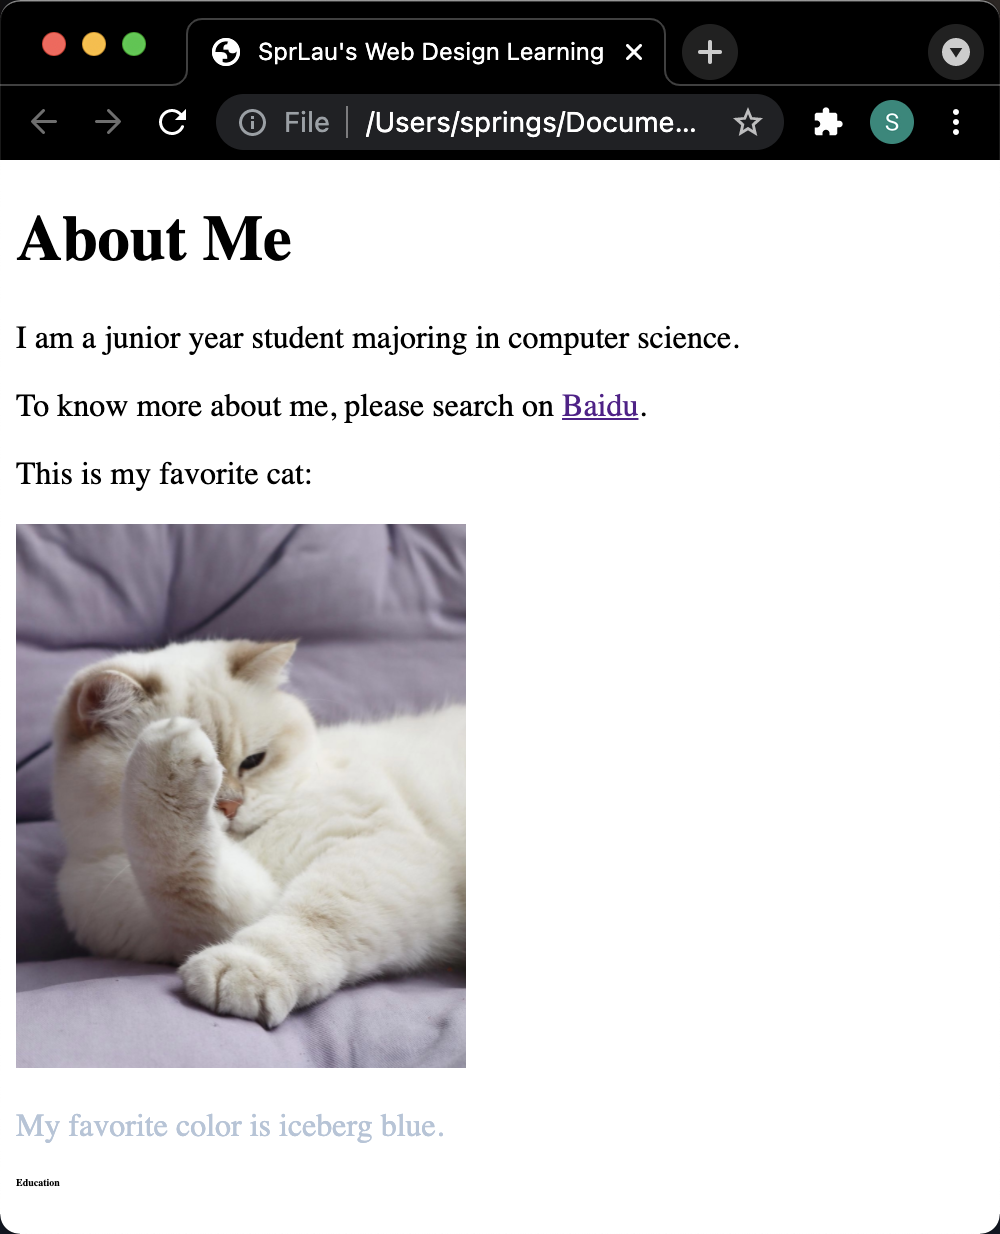 SprLau's Web Design Learning
File /Users/springs/Docume...
S
About Me
I am a junior year student majoring in computer science.
To know more about me, please search on Baidu.
This is my favorite cat:
My favorite color is iceberg blue.
Education